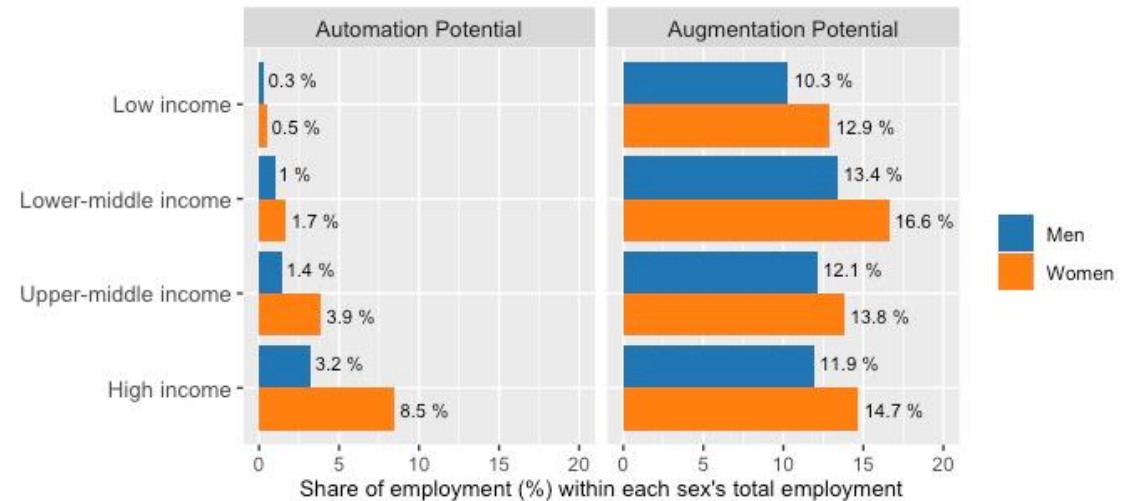 Automation Potential
Augmentation Potential
Low income
0.3 %
0.5 %
10.3 %
12.9 %
Lower-middle income
1 %
1.7 %
13.4 %
16.6 %
Upper-middle income
1.4 %
3.9 %
12.1 %
13.8 %
High income
3.2 %
8.5 %
11.9 %
14.7 %
Men
Women
0 5 10 15 20
0 5 10 15 20
Share of employment (%) within each sex's total employment